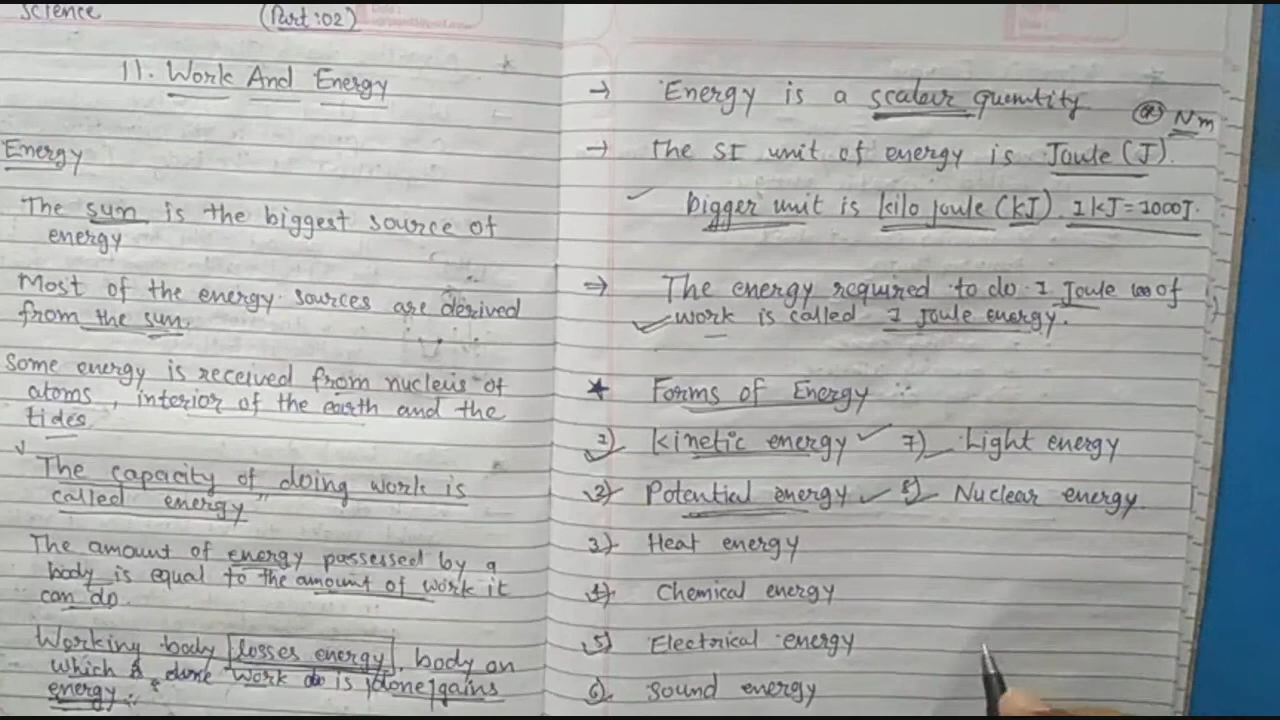 Science
(Part:02)
11. Work And Energy
Energy
The sun is the biggest source of
energy
Most of the energy sources are derived
from the sun.
Some energy is received from nucleus of
atoms, interior of the earth and the
tides
The capacity of doing work is
called energy"
The amount of energy possessed by a
body is equal to the amount of work it
can do.
Working body losses energy, body on
which is work is done gains
energy.
→ Energy is a scalar quantity
→ The SI unit of energy is Joule (J). (or) Nm
bigger unit is kilo joule (kJ) 1 kJ = 1000J.
⇒ The energy required to do 1 Joule of
work is called 1 Joule energy.
★ Forms of Energy :-
1) Kinetic energy ✓ 7) Light energy
2) Potential energy ✓ 8) Nuclear energy.
3) Heat energy
4) Chemical energy
5) Electrical energy
6) Sound energy